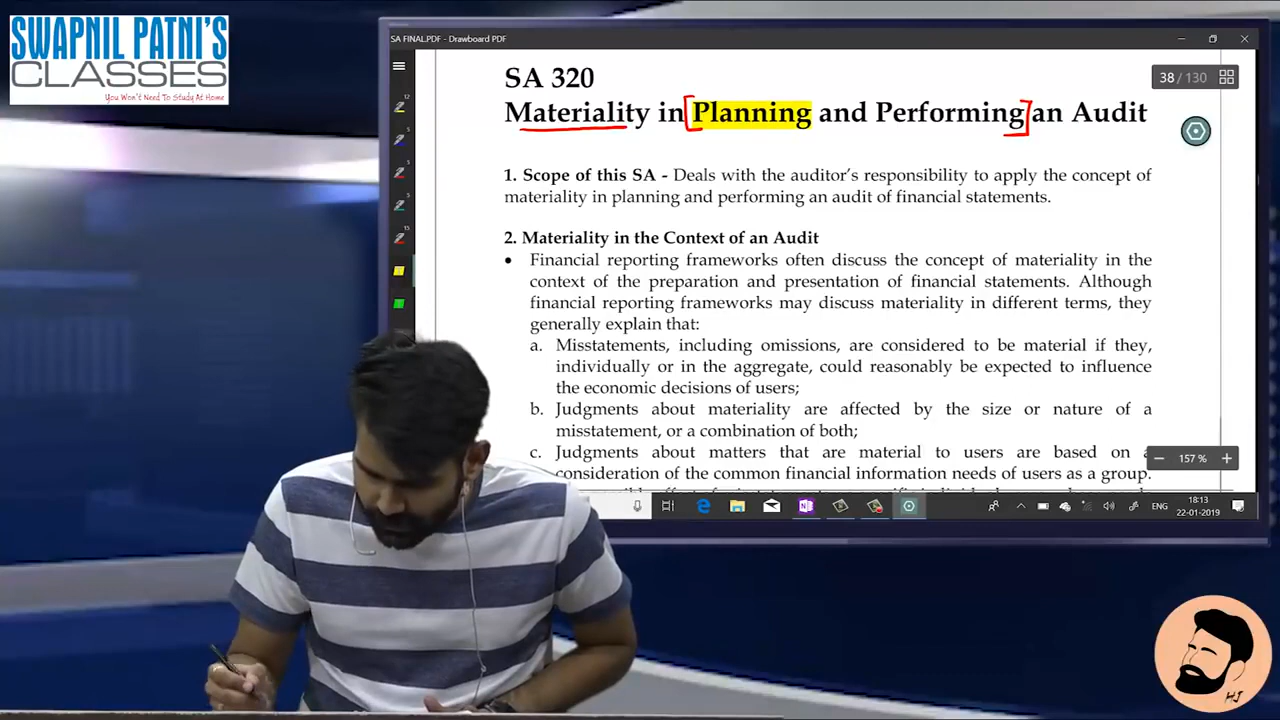 SWAPNIL PATNI'S
CLASSES
You Won't Need To Study At Home
SA FINAL.PDF - Drawboard PDF
38 / 130
SA 320
Materiality in Planning and Performing an Audit
1. Scope of this SA - Deals with the auditor's responsibility to apply the concept of
materiality in planning and performing an audit of financial statements.
2. Materiality in the Context of an Audit
• Financial reporting frameworks often discuss the concept of materiality in the
context of the preparation and presentation of financial statements. Although
financial reporting frameworks may discuss materiality in different terms, they
generally explain that:
a. Misstatements, including omissions, are considered to be material if they,
individually or in the aggregate, could reasonably be expected to influence
the economic decisions of users;
b. Judgments about materiality are affected by the size or nature of a
misstatement, or a combination of both;
c. Judgments about matters that are material to users are based on a
consideration of the common financial information needs of users as a group.
157 %
ENG
18:13
22-01-2019
HJ